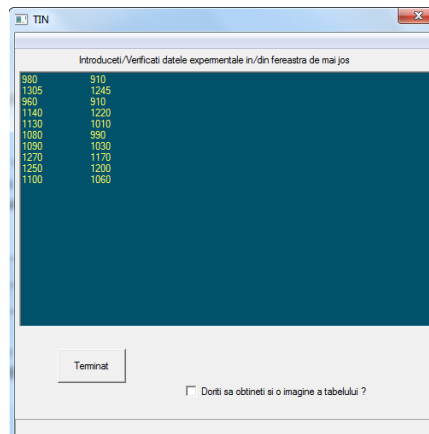 TIN
Introduceti/Verificati datele expermentale in/din fereastra de mai jos
980 910
1305 1245
960 910
1140 1220
1130 1010
1080 990
1090 1030
1270 1170
1250 1200
1100 1060
Terminat
Doriti sa obtineti si o imagine a tabelului ?